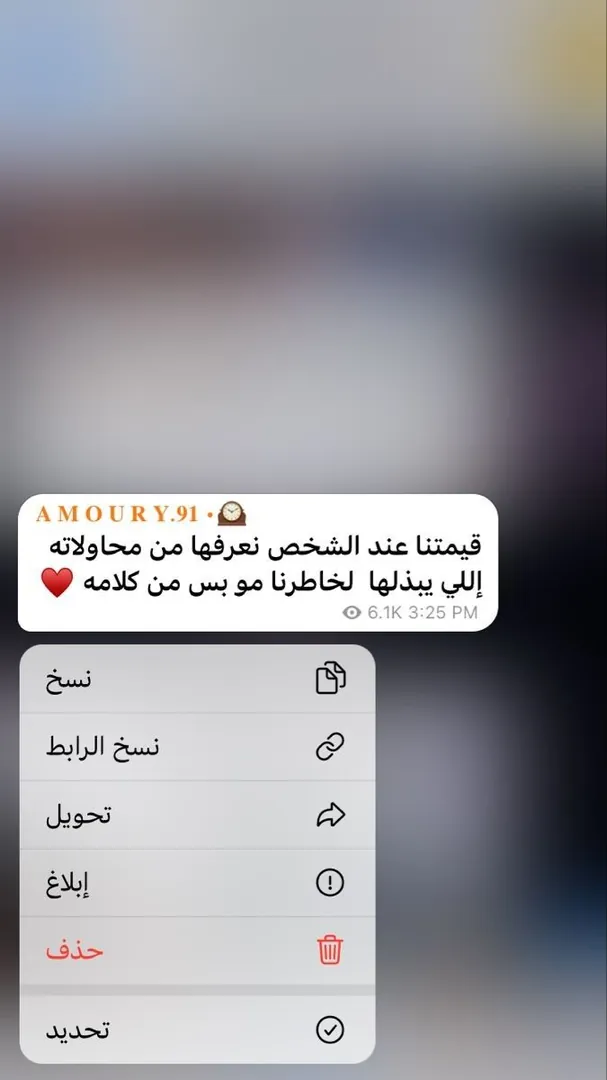 A M O U R Y.91 •🕰️
قيمتنا عند الشخص نعرفها من محاولاته
إللي يبذلها  لخاطرنا مو بس من كلامه ♥️
6.1K 3:25 PM
نسخ
نسخ الرابط
تحويل
إبلاغ
حذف
تحديد